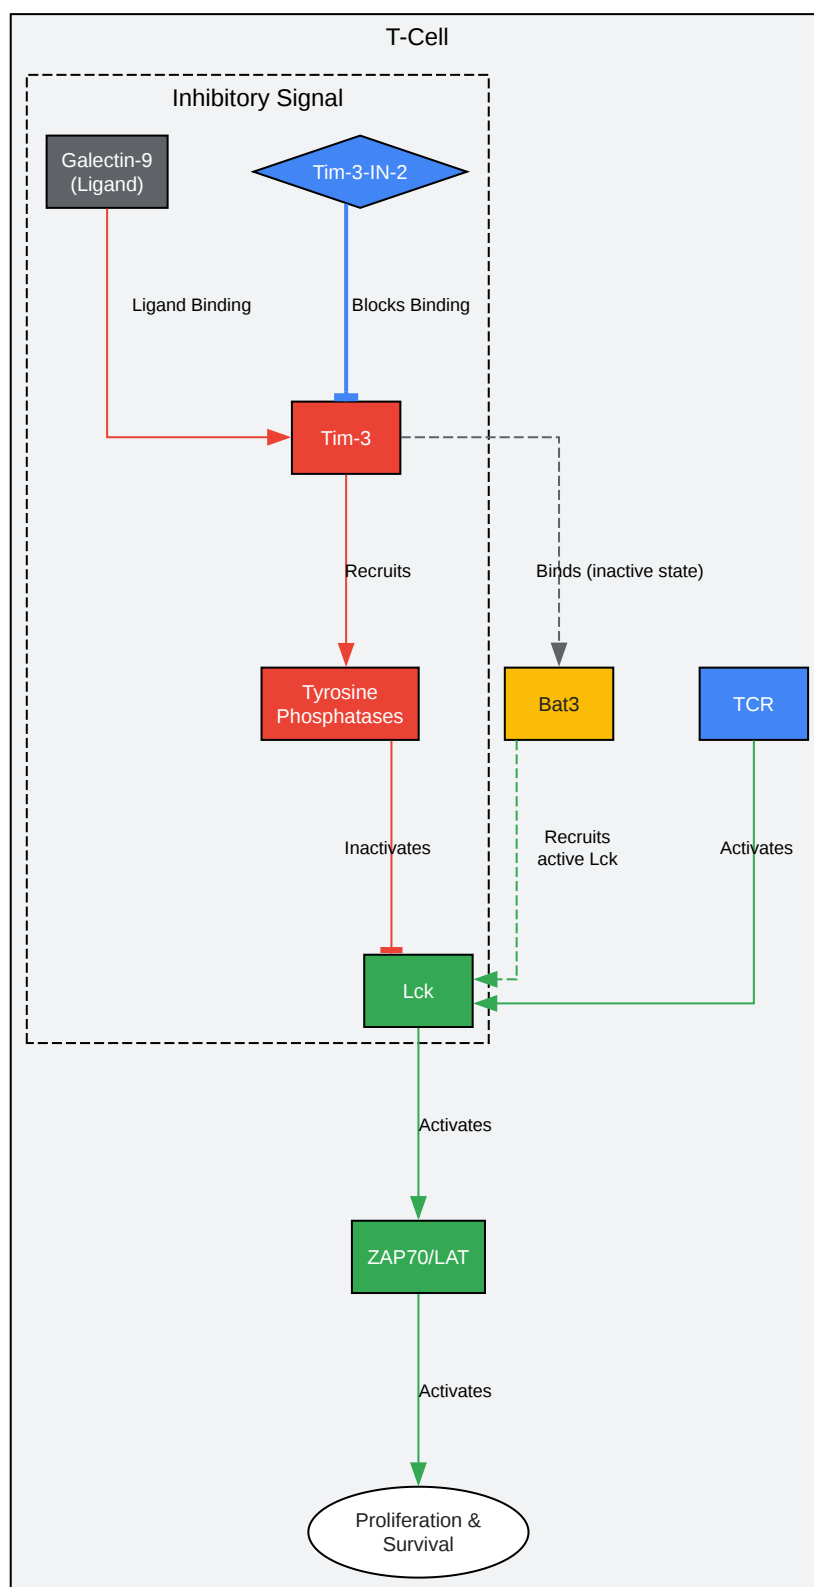 T-Cell
Inhibitory Signal
Galectin-9
(Ligand)
Tim-3-IN-2
Ligand Binding
Blocks Binding
Tim-3
Recruits
Binds (inactive state)
Tyrosine
Phosphatases
Bat3
TCR
Inactivates
Recruits
active Lck
Activates
Lck
Activates
ZAP70/LAT
Activates
Proliferation &
Survival